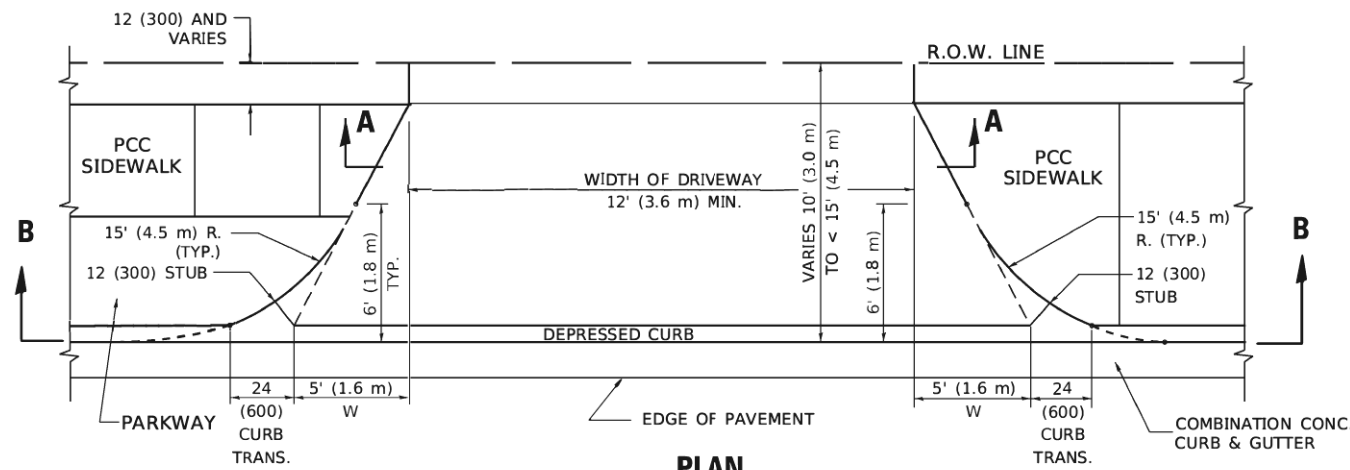 12 (300) AND
VARIES
R.O.W. LINE
A
A
PCC
SIDEWALK
PCC
SIDEWALK
WIDTH OF DRIVEWAY
12' (3.6 m) MIN.
VARIES 10' (3.0 m)
TO < 15' (4.5 m)
B
B
15' (4.5 m) R.
(TYP.)
15' (4.5 m)
R. (TYP.)
12 (300) STUB
12 (300)
STUB
6' (1.8 m)
TYP.
6' (1.8 m)
DEPRESSED CURB
24
(600)
CURB
TRANS.
5' (1.6 m)
W
5' (1.6 m)
W
24
(600)
CURB
TRANS.
PARKWAY
EDGE OF PAVEMENT
COMBINATION CONC.
CURB & GUTTER
PLAN